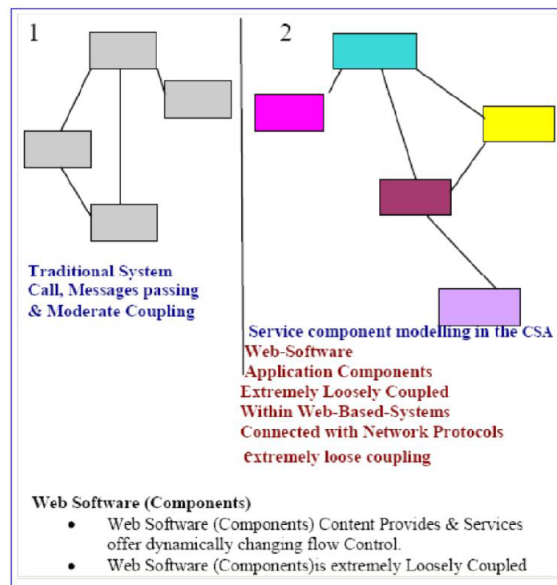 1
2
Traditional System
Call, Messages passing
& Moderate Coupling
Service component modelling in the CSA
Web-Software
Application Components
Extremely Loosely Coupled
Within Web-Based-Systems
Connected with Network Protocols
extremely loose coupling
Web Software (Components)
• Web Software (Components) Content Provides & Services
offer dynamically changing flow Control.
• Web Software (Components)is extremely Loosely Coupled